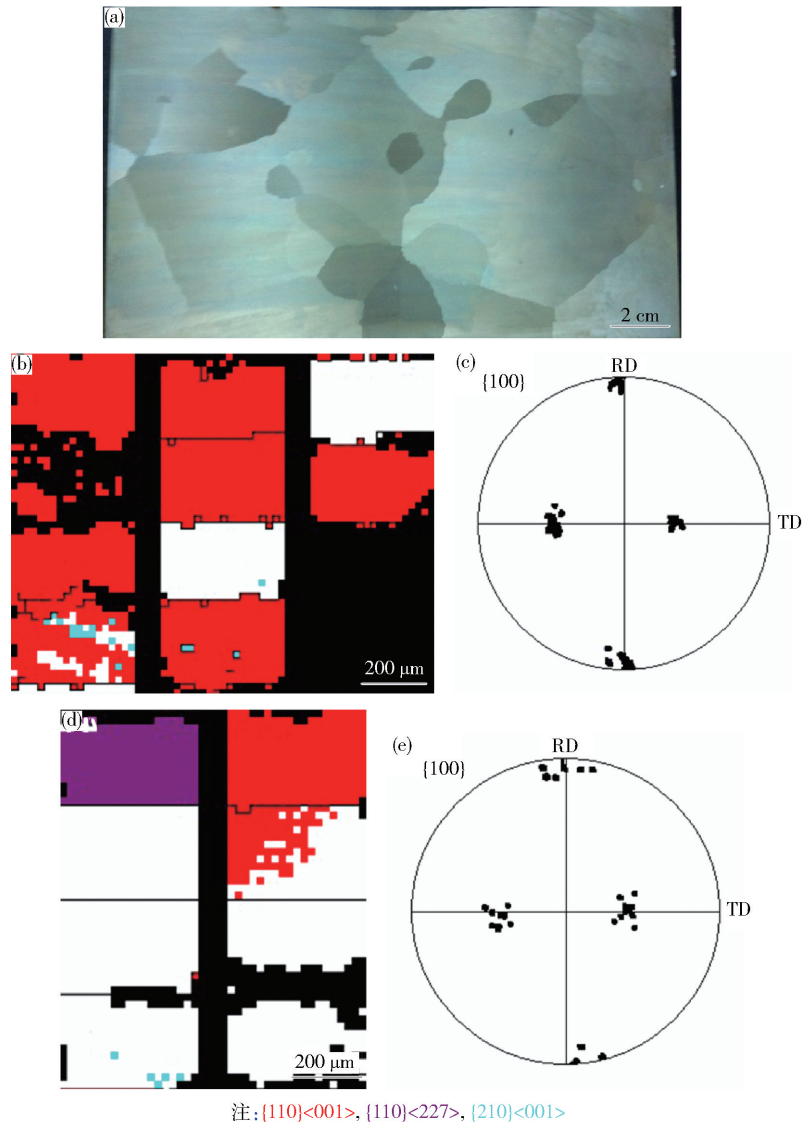 (a)
2 cm
(b)
200 μm
(c)
{100}
RD
TD
(d)
200 μm
(e)
{100}
RD
TD
注:{110}<001>, {110}<227>, {210}<001>